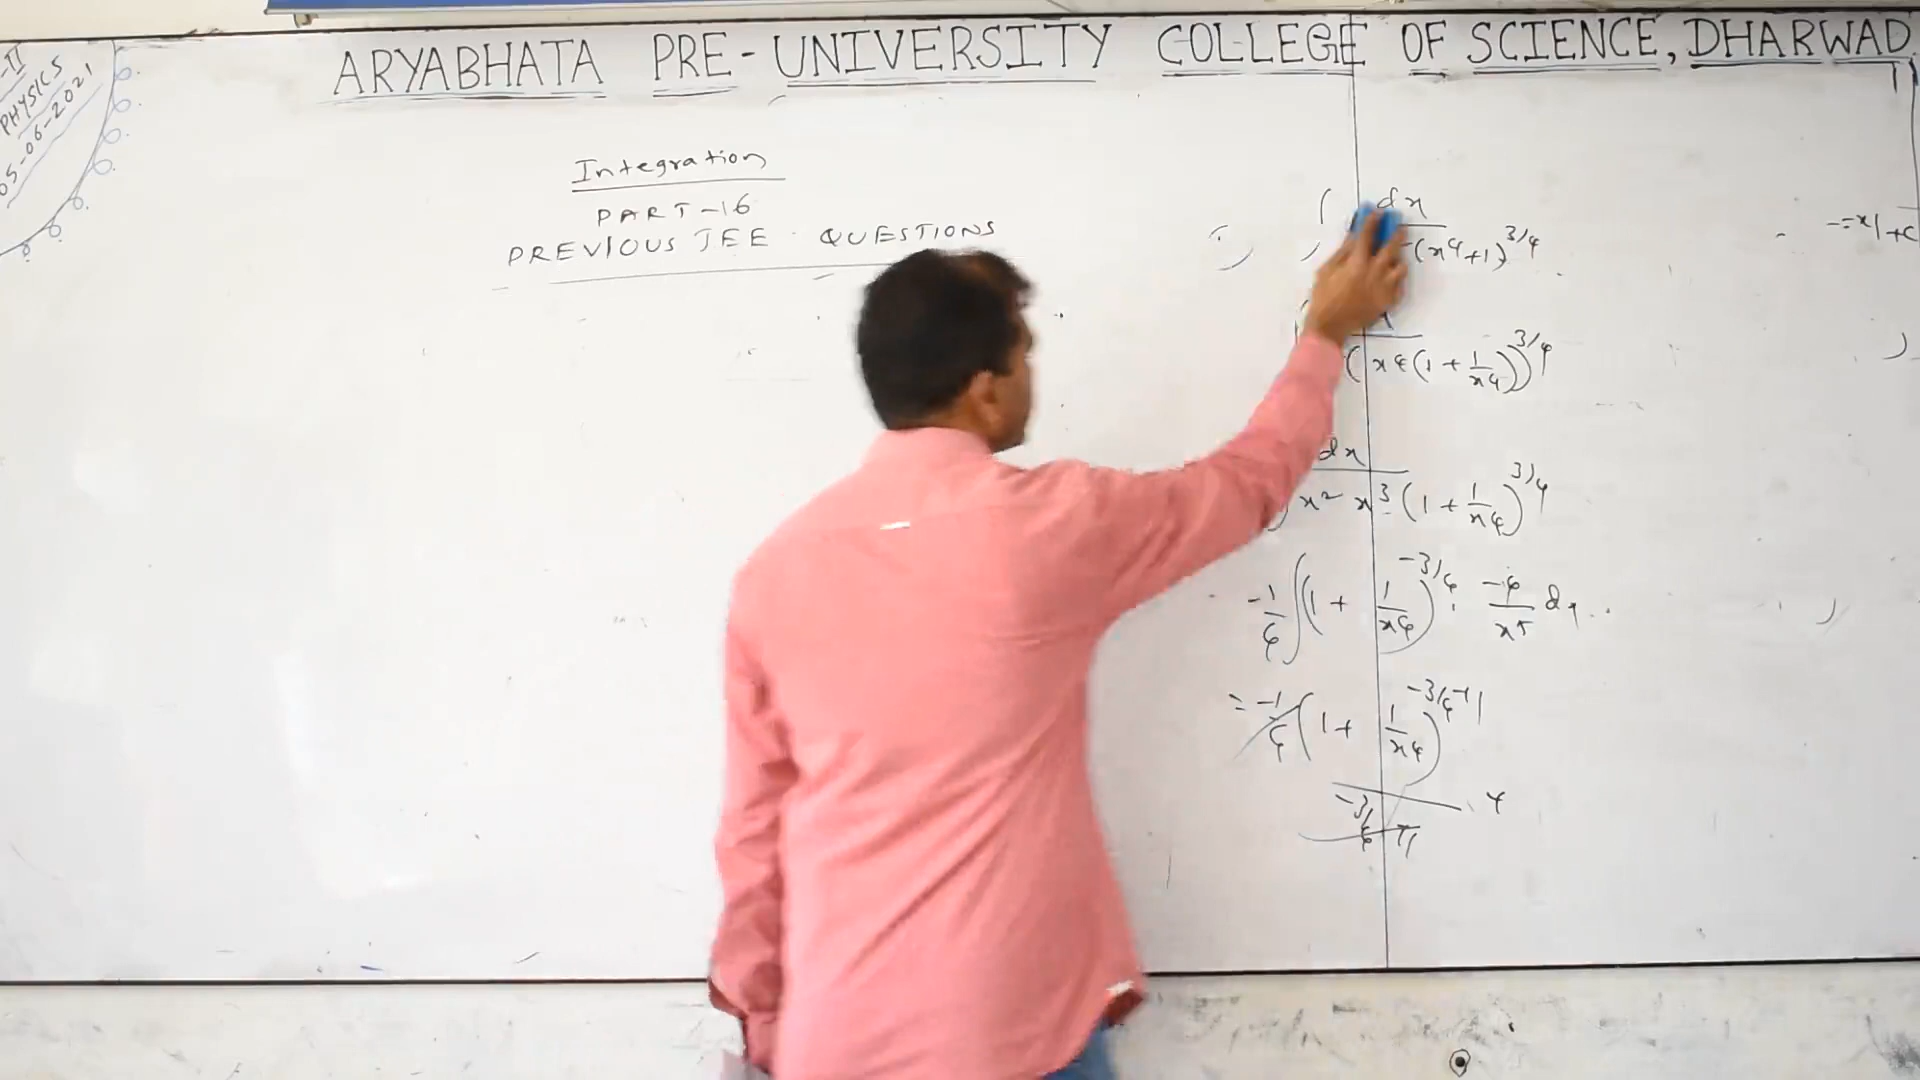 ARYABHATA PRE-UNIVERSITY COLLEGE OF SCIENCE, DHARWAD
-II
PHYSICS
05-06-2021
Integration
PART-16
PREVIOUS JEE QUESTIONS
dx
(x4+1)3/4
(x4(1+1/x4))3/4
dx
x2 x3(1+1/x4)3/4
-1/4∫(1+1/x4)-3/4 . -4/x5 dx
= -1/4(1+1/x4)-3/4+1
-3/4+1
+c